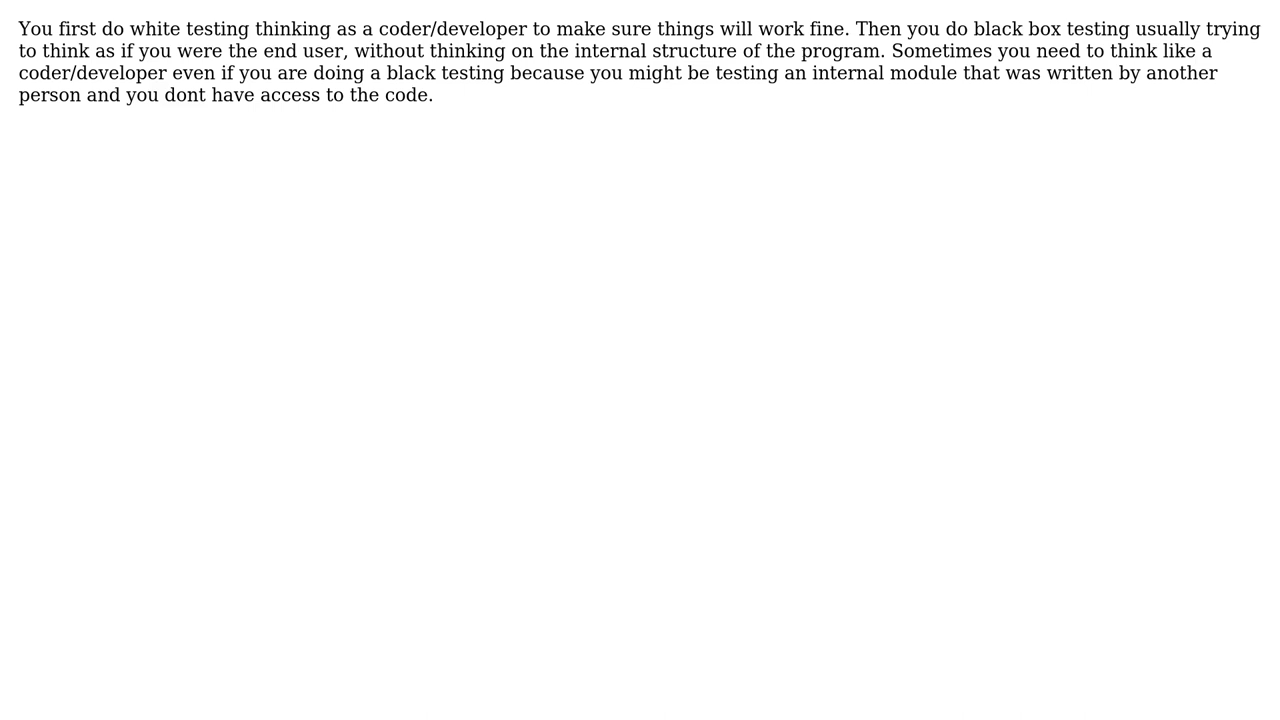 You first do white testing thinking as a coder/developer to make sure things will work fine. Then you do black box testing usually trying
to think as if you were the end user, without thinking on the internal structure of the program. Sometimes you need to think like a
coder/developer even if you are doing a black testing because you might be testing an internal module that was written by another
person and you dont have access to the code.